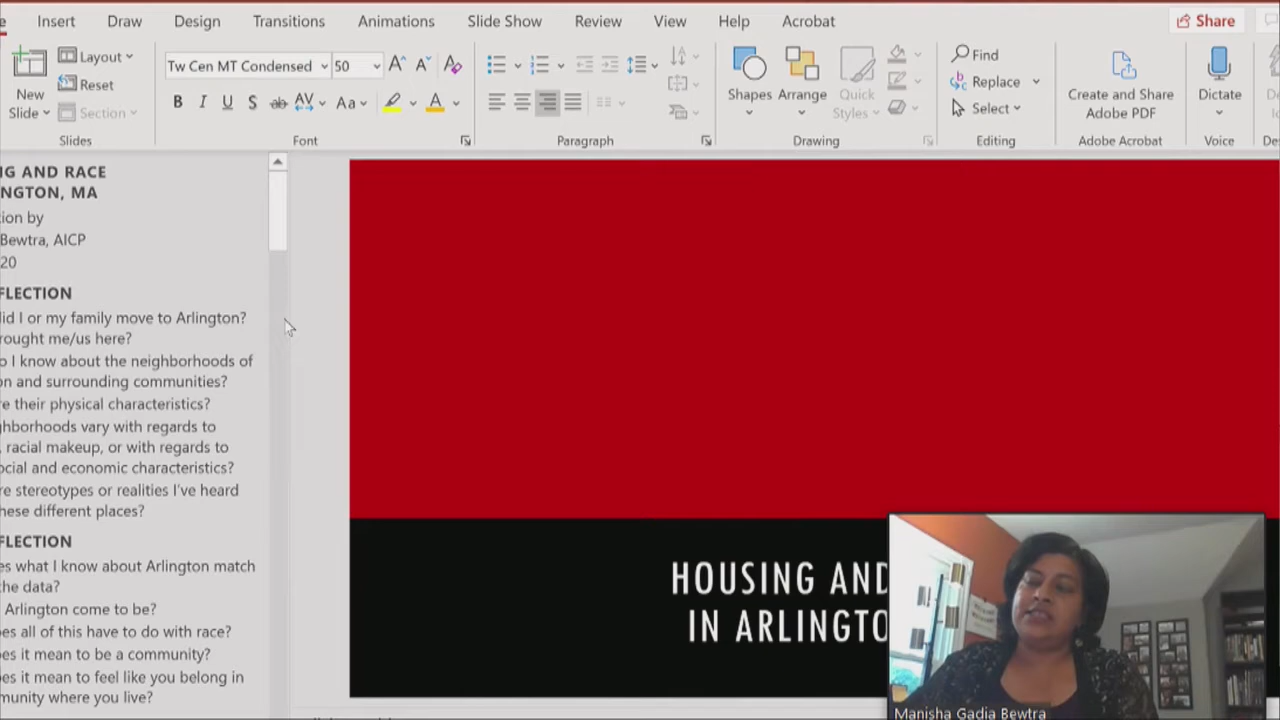 Insert Draw Design Transitions Animations Slide Show Review View Help Acrobat Share
New Slide
Layout
Reset
Section
Slides
Tw Cen MT Condensed 50
B I U S ab AV Aa A
Font
Paragraph
Shapes
Arrange
Quick Styles
Drawing
Find
Replace
Select
Editing
Create and Share
Adobe PDF
Adobe Acrobat
Dictate
Voice
NG AND RACE
NGTON, MA
tion by
Bewtra, AICP
20
FLECTION
did I or my family move to Arlington?
rought me/us here?
o I know about the neighborhoods of
on and surrounding communities?
re their physical characteristics?
ghborhoods vary with regards to
, racial makeup, or with regards to
ocial and economic characteristics?
re stereotypes or realities I've heard
hese different places?
FLECTION
es what I know about Arlington match
the data?
Arlington come to be?
oes all of this have to do with race?
oes it mean to be a community?
oes it mean to feel like you belong in
munity where you live?
HOUSING AND
IN ARLINGTO
Manisha Gadia Bewtra